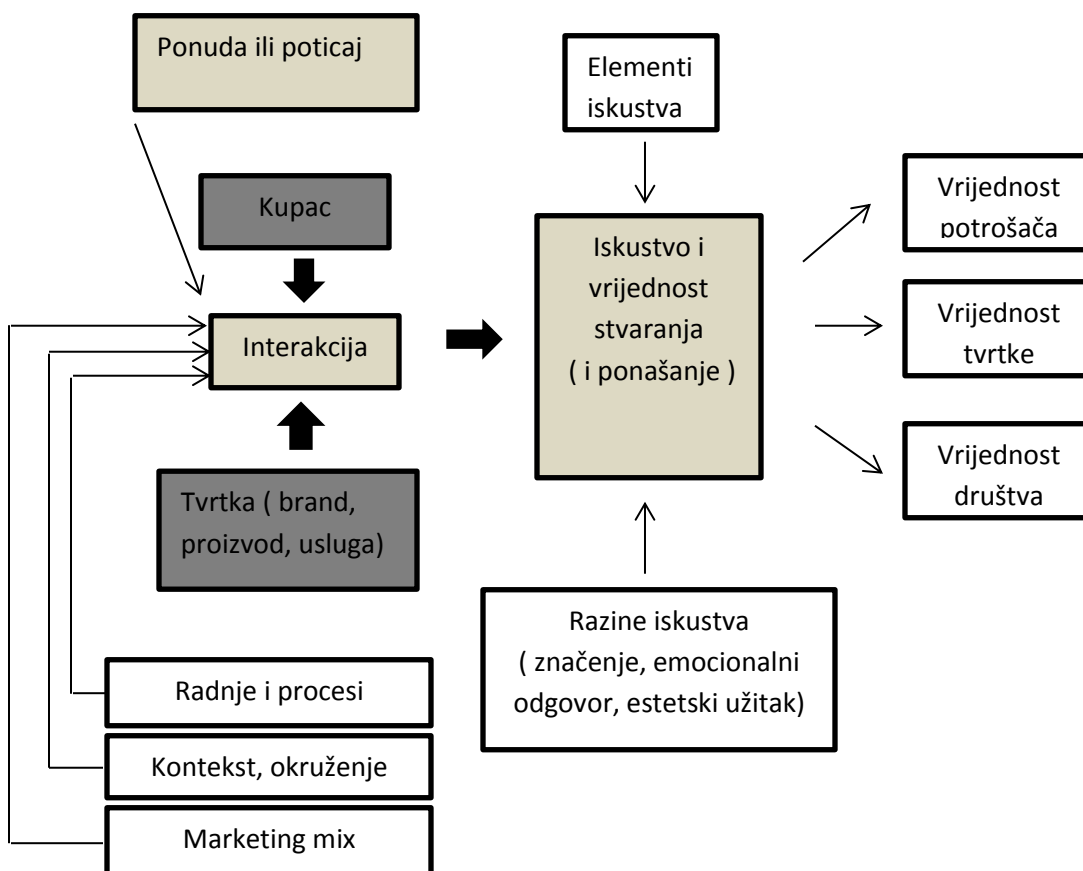 Ponuda ili poticaj
Elementi
iskustva
Kupac
Vrijednost
potrošača
Iskustvo i
vrijednost
stvaranja
( i ponašanje )
Interakcija
Vrijednost
tvrtke
Tvrtka ( brand,
proizvod, usluga)
Vrijednost
društva
Razine iskustva
( značenje, emocionalni
odgovor, estetski užitak)
Radnje i procesi
Kontekst, okruženje
Marketing mix